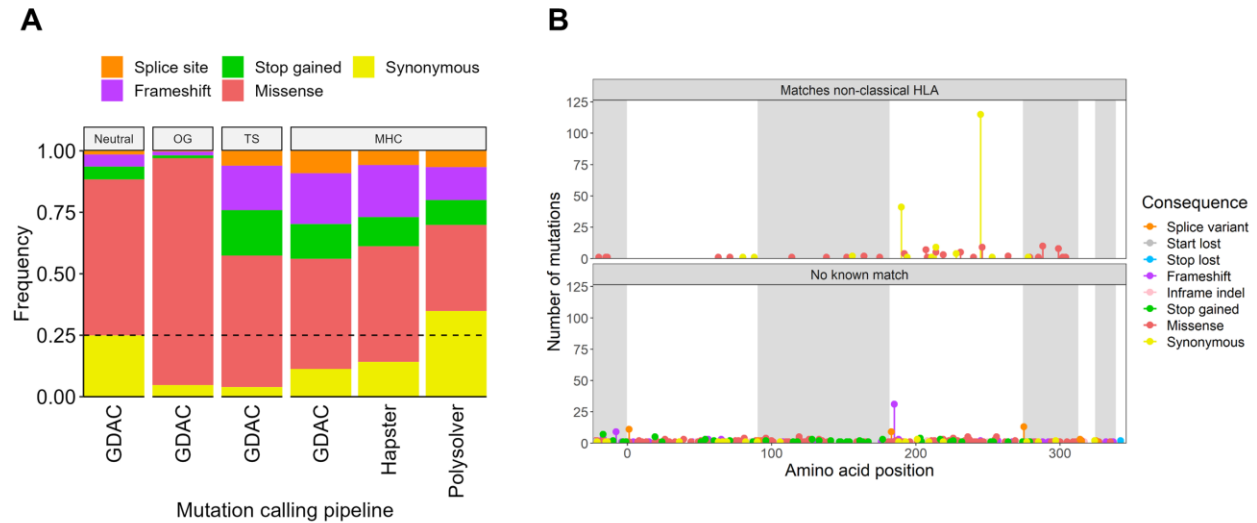 A
Splice site
Stop gained
Synonymous
Frameshift
Missense
Neutral
OG
TS
MHC
1.00
0.75
0.50
0.25
0.00
Frequency
GDAC
GDAC
GDAC
GDAC
Hapster
Polysolver
Mutation calling pipeline
B
Matches non-classical HLA
125
100
75
50
25
0
No known match
125
100
75
50
25
0
Number of mutations
0
100
200
300
Amino acid position
Consequence
Splice variant
Start lost
Stop lost
Frameshift
Inframe indel
Stop gained
Missense
Synonymous